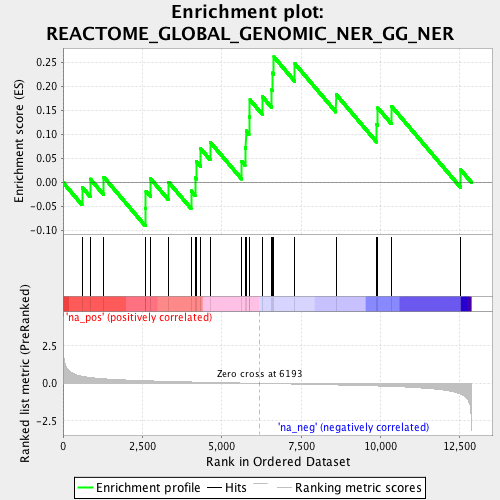 Enrichment plot:
REACTOME_GLOBAL_GENOMIC_NER_GG_NER
Enrichment score (ES)
0.25
0.20
0.15
0.10
0.05
0.00
-0.05
-0.10
'na_pos' (positively correlated)
Ranked list metric (PreRanked)
2.5
0.0
-2.5
Zero cross at 6193
'na_neg' (negatively correlated)
0 2,500 5,000 7,500 10,000 12,500
Rank in Ordered Dataset
Enrichment profile Hits Ranking metric scores